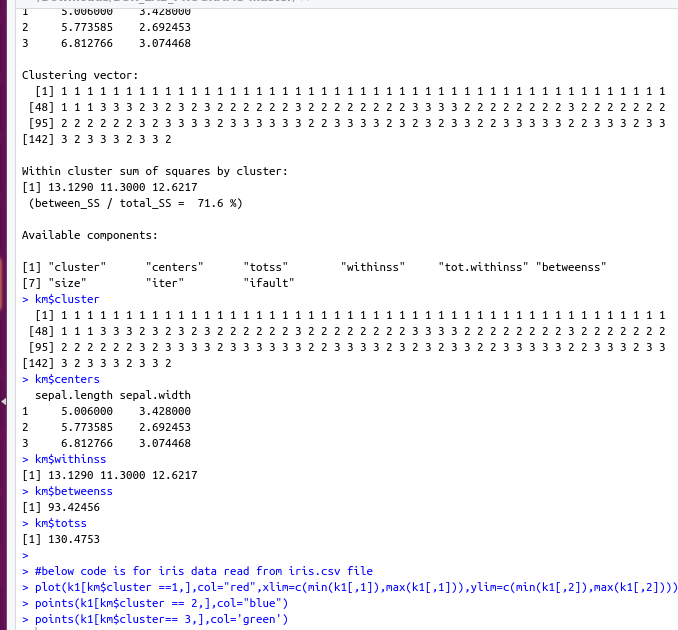 1     5.006000    3.428000
2     5.773585    2.692453
3     6.812766    3.074468
Clustering vector:
[1] 1 1 1 1 1 1 1 1 1 1 1 1 1 1 1 1 1 1 1 1 1 1 1 1 1 1 1 1 1 1 1 1 1 1 1 1 1 1 1 1 1 1 1 1 1 1 1
[48] 1 1 1 3 3 3 2 3 2 3 2 3 2 2 2 2 2 2 3 2 2 2 2 2 2 2 2 3 3 3 3 2 2 2 2 2 2 2 2 3 2 2 2 2 2 2 2
[95] 2 2 2 2 2 2 3 2 3 3 3 3 2 3 3 3 3 3 3 2 2 3 3 3 3 2 3 2 3 2 3 3 2 2 3 3 3 3 3 2 2 3 3 3 2 3 3
[142] 3 2 3 3 3 2 3 3 2
Within cluster sum of squares by cluster:
[1] 13.1290 11.3000 12.6217
(between_SS / total_SS =  71.6 %)
Available components:
[1] "cluster"      "centers"      "totss"        "withinss"     "tot.withinss" "betweenss"
[7] "size"         "iter"         "ifault"
> km$cluster
[1] 1 1 1 1 1 1 1 1 1 1 1 1 1 1 1 1 1 1 1 1 1 1 1 1 1 1 1 1 1 1 1 1 1 1 1 1 1 1 1 1 1 1 1 1 1 1 1
[48] 1 1 1 3 3 3 2 3 2 3 2 3 2 2 2 2 2 2 3 2 2 2 2 2 2 2 2 3 3 3 3 2 2 2 2 2 2 2 2 3 2 2 2 2 2 2 2
[95] 2 2 2 2 2 2 3 2 3 3 3 3 2 3 3 3 3 3 3 2 2 3 3 3 3 2 3 2 3 2 3 3 2 2 3 3 3 3 3 2 2 3 3 3 2 3 3
[142] 3 2 3 3 3 2 3 3 2
> km$centers
sepal.length sepal.width
1     5.006000    3.428000
2     5.773585    2.692453
3     6.812766    3.074468
> km$withinss
[1] 13.1290 11.3000 12.6217
> km$betweenss
[1] 93.42456
> km$totss
[1] 130.4753
>
> #below code is for iris data read from iris.csv file
> plot(k1[km$cluster ==1,],col="red",xlim=c(min(k1[,1]),max(k1[,1])),ylim=c(min(k1[,2]),max(k1[,2])))
> points(k1[km$cluster == 2,],col="blue")
> points(k1[km$cluster== 3,],col='green')